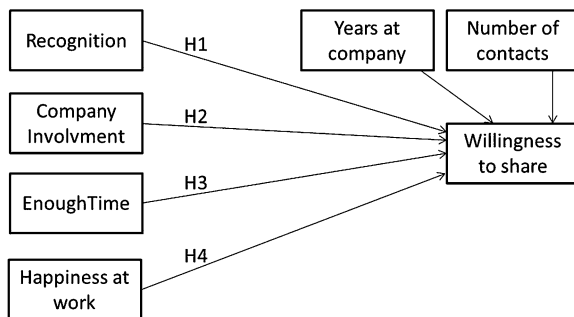 Recognition
H1
Years at
company
Number of
contacts
Company
Involvment
H2
Willingness
to share
EnoughTime
H3
Happiness at
work
H4